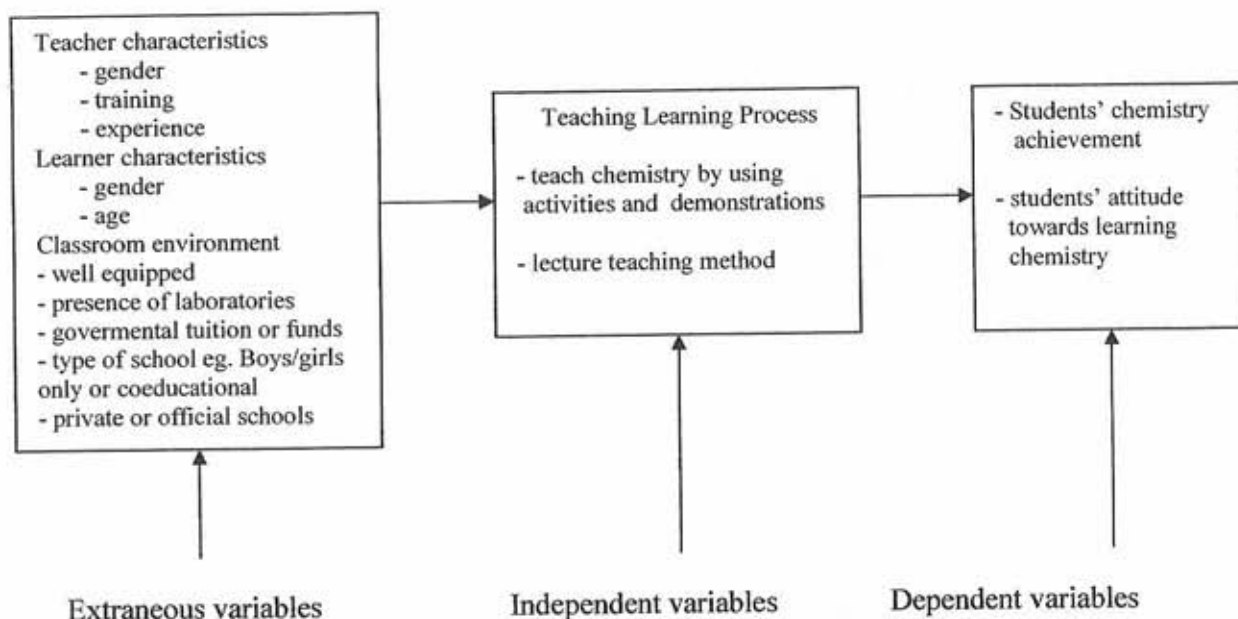 Teacher characteristics
- gender
- training
- experience
Learner characteristics
- gender
- age
Classroom environment
- well equipped
- presence of laboratories
- govermental tuition or funds
- type of school eg. Boys/girls
only or coeducational
- private or official schools
Teaching Learning Process
- teach chemistry by using
activities and demonstrations
- lecture teaching method
- Students' chemistry
achievement
- students' attitude
towards learning
chemistry
Extraneous variables
Independent variables
Dependent variables